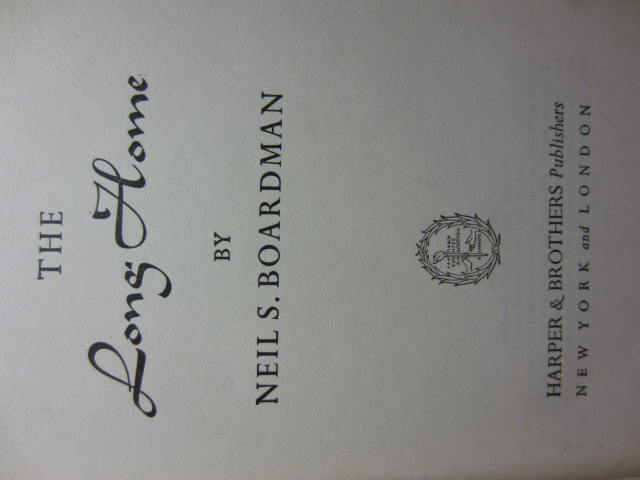 THE
Long Home
BY
NEIL S. BOARDMAN
HARPER & BROTHERS Publishers
NEW YORK and LONDON